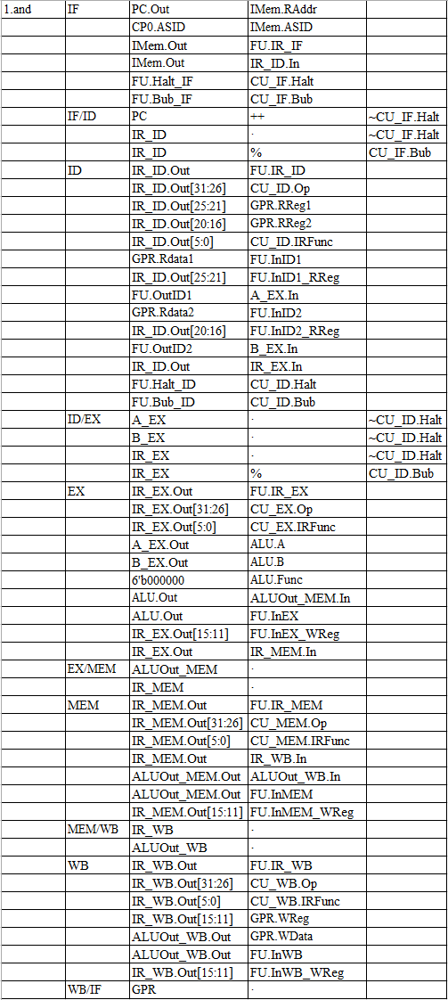 1.and IF PC.Out IMem.RAddr
CP0.ASID IMem.ASID
IMem.Out FU.IR_IF
IMem.Out IR_ID.In
FU.Halt_IF CU_IF.Halt
FU.Bub_IF CU_IF.Bub
IF/ID PC ++ ~CU_IF.Halt
IR_ID · ~CU_IF.Halt
IR_ID % CU_IF.Bub
ID IR_ID.Out FU.IR_ID
IR_ID.Out[31:26] CU_ID.Op
IR_ID.Out[25:21] GPR.RReg1
IR_ID.Out[20:16] GPR.RReg2
IR_ID.Out[5:0] CU_ID.IRFunc
GPR.Rdata1 FU.InID1
IR_ID.Out[25:21] FU.InID1_RReg
FU.OutID1 A_EX.In
GPR.Rdata2 FU.InID2
IR_ID.Out[20:16] FU.InID2_RReg
FU.OutID2 B_EX.In
IR_ID.Out IR_EX.In
FU.Halt_ID CU_ID.Halt
FU.Bub_ID CU_ID.Bub
ID/EX A_EX · ~CU_ID.Halt
B_EX · ~CU_ID.Halt
IR_EX · ~CU_ID.Halt
IR_EX % CU_ID.Bub
EX IR_EX.Out FU.IR_EX
IR_EX.Out[31:26] CU_EX.Op
IR_EX.Out[5:0] CU_EX.IRFunc
A_EX.Out ALU.A
B_EX.Out ALU.B
6'b000000 ALU.Func
ALU.Out ALUOut_MEM.In
ALU.Out FU.InEX
IR_EX.Out[15:11] FU.InEX_WReg
IR_EX.Out IR_MEM.In
EX/MEM ALUOut_MEM ·
IR_MEM ·
MEM IR_MEM.Out FU.IR_MEM
IR_MEM.Out[31:26] CU_MEM.Op
IR_MEM.Out[5:0] CU_MEM.IRFunc
IR_MEM.Out IR_WB.In
ALUOut_MEM.Out ALUOut_WB.In
ALUOut_MEM.Out FU.InMEM
IR_MEM.Out[15:11] FU.InMEM_WReg
MEM/WB IR_WB ·
ALUOut_WB ·
WB IR_WB.Out FU.IR_WB
IR_WB.Out[31:26] CU_WB.Op
IR_WB.Out[5:0] CU_WB.IRFunc
IR_WB.Out[15:11] GPR.WReg
ALUOut_WB.Out GPR.WData
ALUOut_WB.Out FU.InWB
IR_WB.Out[15:11] FU.InWB_WReg
WB/IF GPR ·